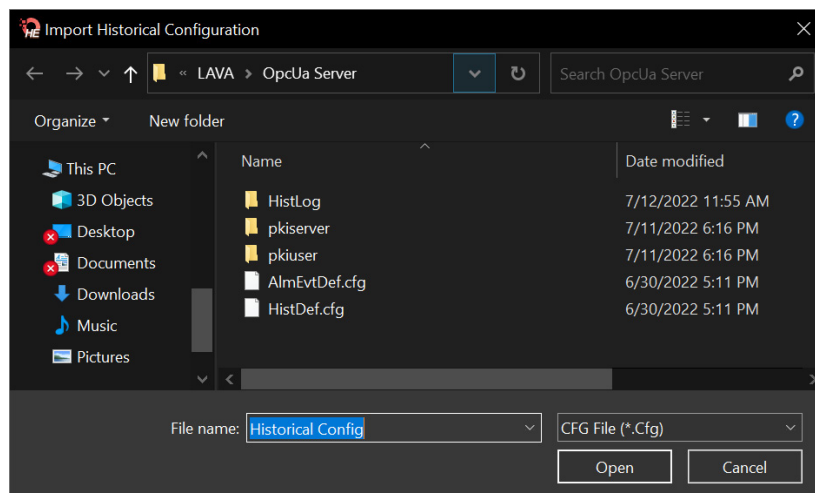 HE Import Historical Configuration
« LAVA > OpcUa Server
Search OpcUa Server
Organize New folder
?
This PC
3D Objects
Desktop
Documents
Downloads
Music
Pictures
Name Date modified
HistLog 7/12/2022 11:55 AM
pkiserver 7/11/2022 6:16 PM
pkiuser 7/11/2022 6:16 PM
AlmEvtDef.cfg 6/30/2022 5:11 PM
HistDef.cfg 6/30/2022 5:11 PM
File name: Historical Config CFG File (*.Cfg)
Open Cancel